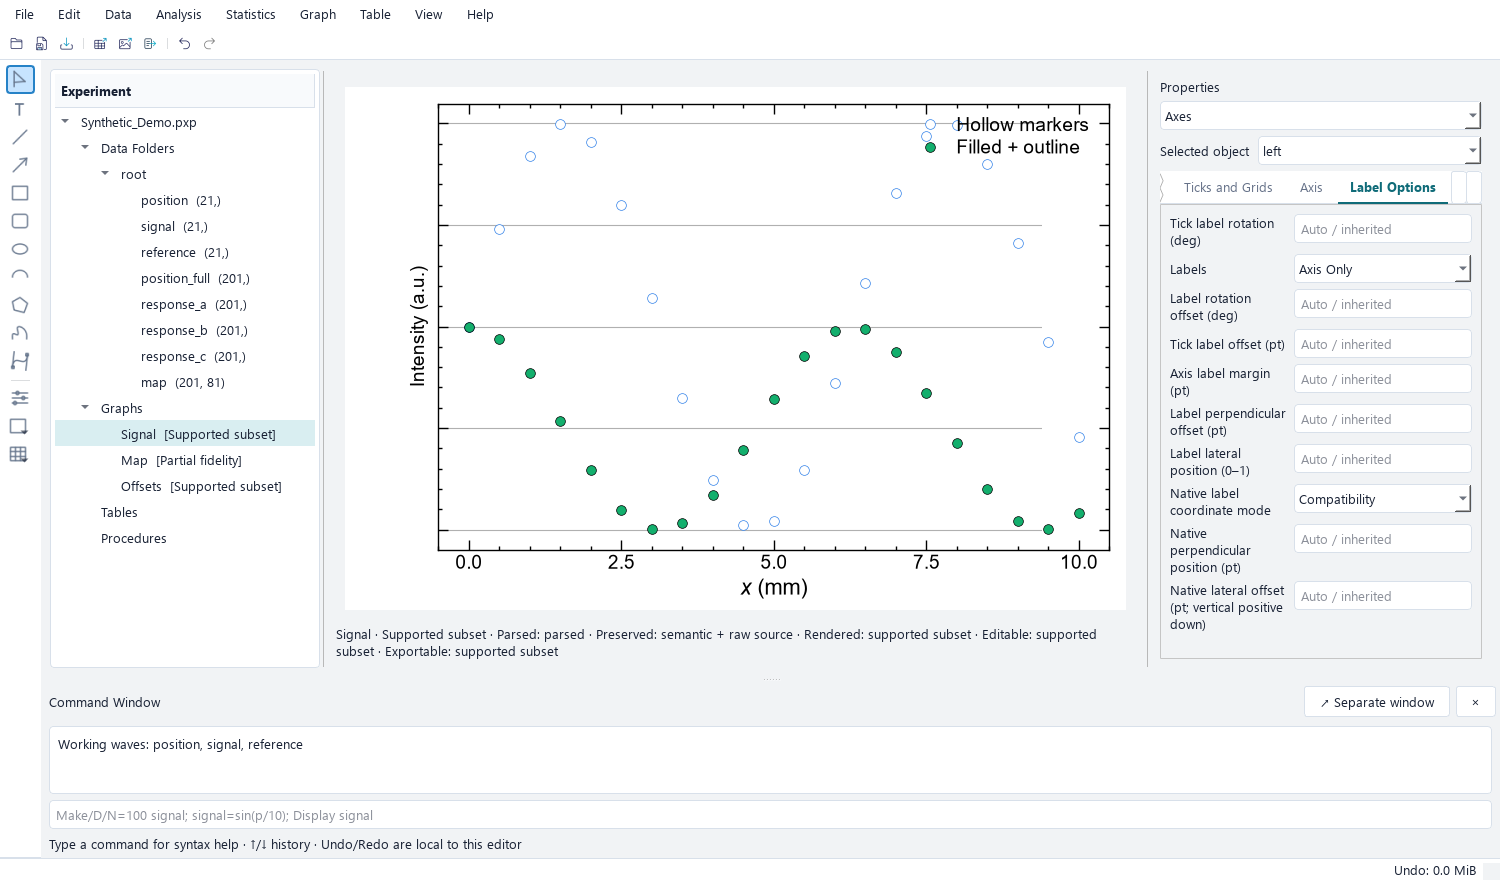 File Edit Data Analysis Statistics Graph Table View Help
T
Experiment
Synthetic_Demo.pxp
Data Folders
root
position (21,)
signal (21,)
reference (21,)
position_full (201,)
response_a (201,)
response_b (201,)
response_c (201,)
map (201, 81)
Graphs
Signal [Supported subset]
Map [Partial fidelity]
Offsets [Supported subset]
Tables
Procedures
Hollow markers
Filled + outline
Intensity (a.u.)
0.0 2.5 5.0 7.5 10.0
x (mm)
Signal · Supported subset · Parsed: parsed · Preserved: semantic + raw source · Rendered: supported subset · Editable: supported
subset · Exportable: supported subset
Properties
Axes
Selected object left
Ticks and Grids Axis Label Options
Tick label rotation
(deg)
Auto / inherited
Labels Axis Only
Label rotation
offset (deg)
Auto / inherited
Tick label offset (pt) Auto / inherited
Axis label margin
(pt)
Auto / inherited
Label perpendicular
offset (pt)
Auto / inherited
Label lateral
position (0–1)
Auto / inherited
Native label
coordinate mode
Compatibility
Native
perpendicular
position (pt)
Auto / inherited
Native lateral offset
(pt; vertical positive
down)
Auto / inherited
Command Window
↗ Separate window ×
Working waves: position, signal, reference
Make/D/N=100 signal; signal=sin(p/10); Display signal
Type a command for syntax help · ↑/↓ history · Undo/Redo are local to this editor
Undo: 0.0 MiB